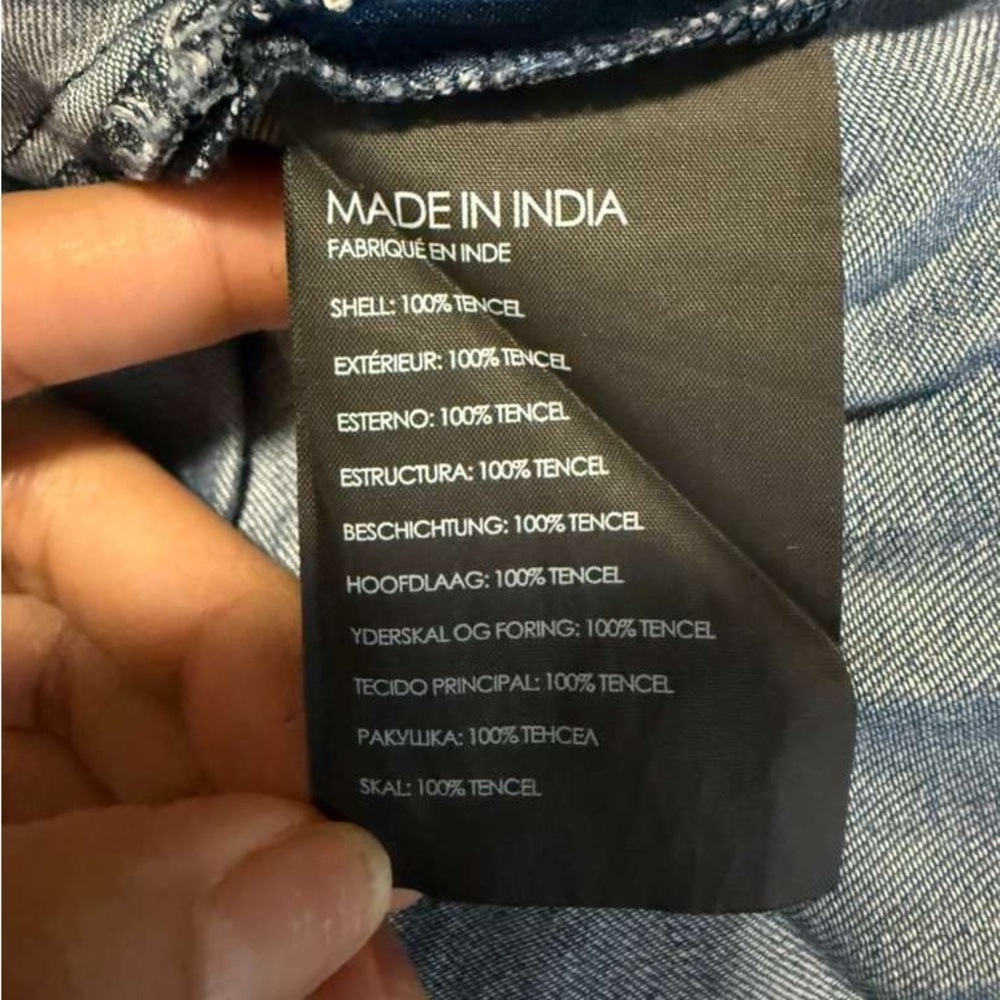 MADE IN INDIA
FABRIQUÉ EN INDE
SHELL: 100% TENCEL
EXTÉRIEUR: 100% TENCEL
ESTERNO: 100% TENCEL
ESTRUCTURA: 100% TENCEL
BESCHICHTUNG: 100% TENCEL
HOOFDLAAG: 100% TENCEL
YDERSKAL OG FORING: 100% TENCEL
TECIDO PRINCIPAL: 100% TENCEL
РАКУШКА: 100% ТЕНСЕЛ
SKAL: 100% TENCEL